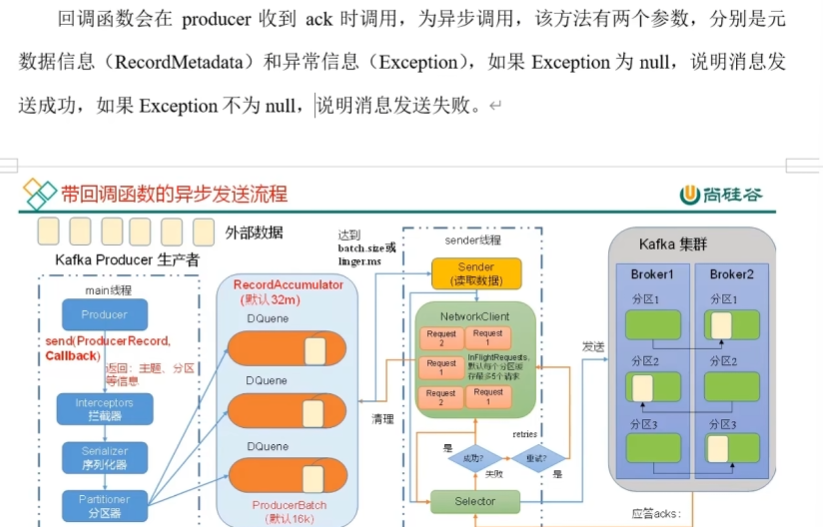 回调函数会在 producer 收到 ack 时调用，为异步调用，该方法有两个参数，分别是元
数据信息（RecordMetadata）和异常信息（Exception），如果 Exception 为 null，说明消息发
送成功，如果 Exception 不为 null，说明消息发送失败。
带回调函数的异步发送流程
尚硅谷
外部数据
Kafka Producer 生产者
main线程
Producer
send(ProducerRecord,
Callback)
返回：主题、分区
等信息
Interceptors
拦截器
Serializer
序列化器
Partitioner
分区器
RecordAccumulator
(默认32m)
DQuene
DQuene
DQuene
ProducerBatch
(默认16k)
达到
batch.size或
linger.ms
清理
sender线程
Sender
(读取数据)
NetworkClient
Request
2
Request
1
Request
1
InFlightRequests,
默认每个分区缓
存最多5个请求
Request
2
Request
1
retries
是
成功?
重试?
失败
是
Selector
发送
Kafka 集群
Broker1
Broker2
分区1
分区1
分区2
分区2
分区3
分区3
应答acks: